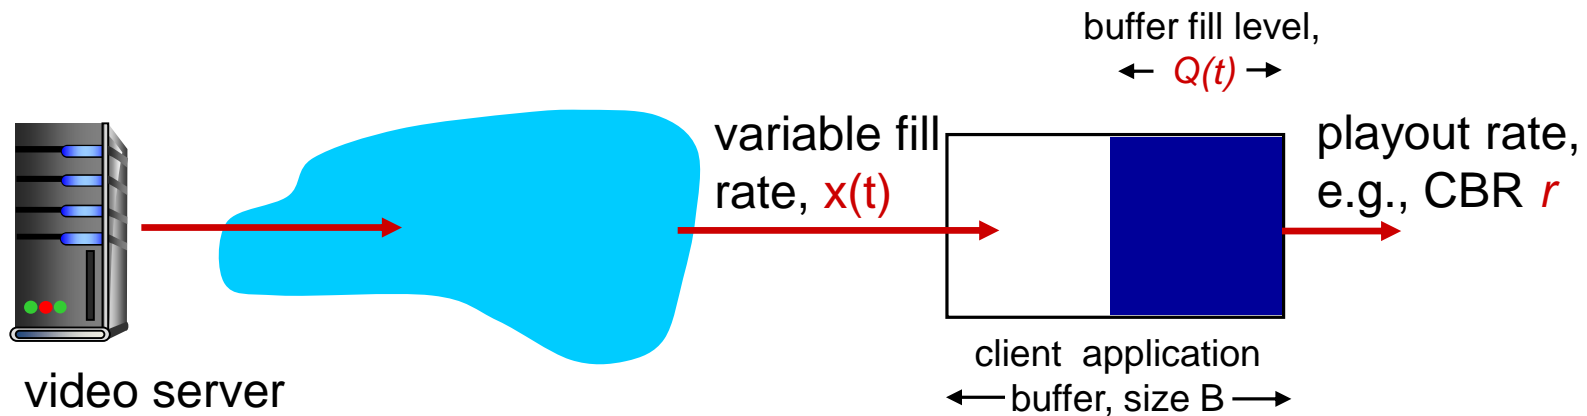 buffer fill level,
Q(t)
variable fill
rate, x(t)
playout rate,
e.g., CBR r
client application
buffer, size B
video server